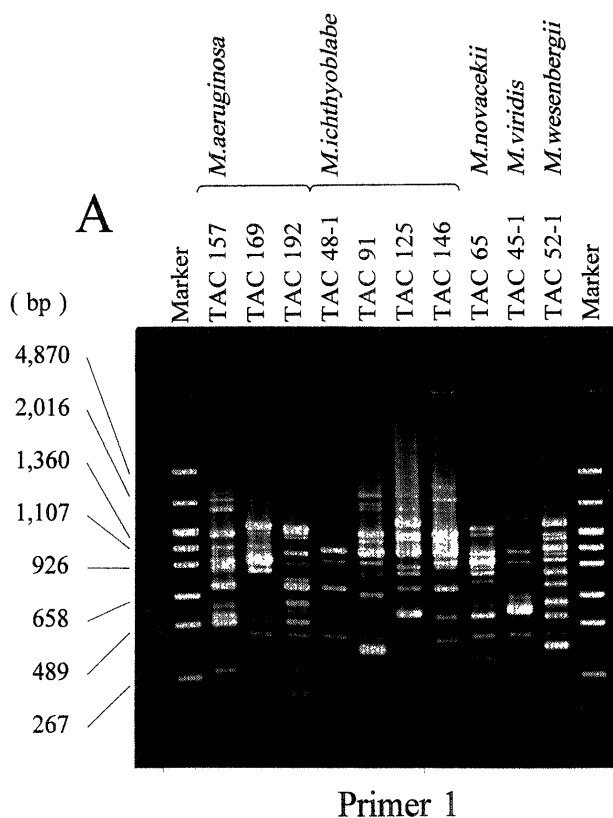 M.aeruginosa
M.ichthyoblabe
M.novacekii
M.viridis
M.wesenbergii
A
( bp )
Marker
TAC 157
TAC 169
TAC 192
TAC 48-1
TAC 91
TAC 125
TAC 146
TAC 65
TAC 45-1
TAC 52-1
Marker
4,870
2,016
1,360
1,107
926
658
489
267
Primer 1